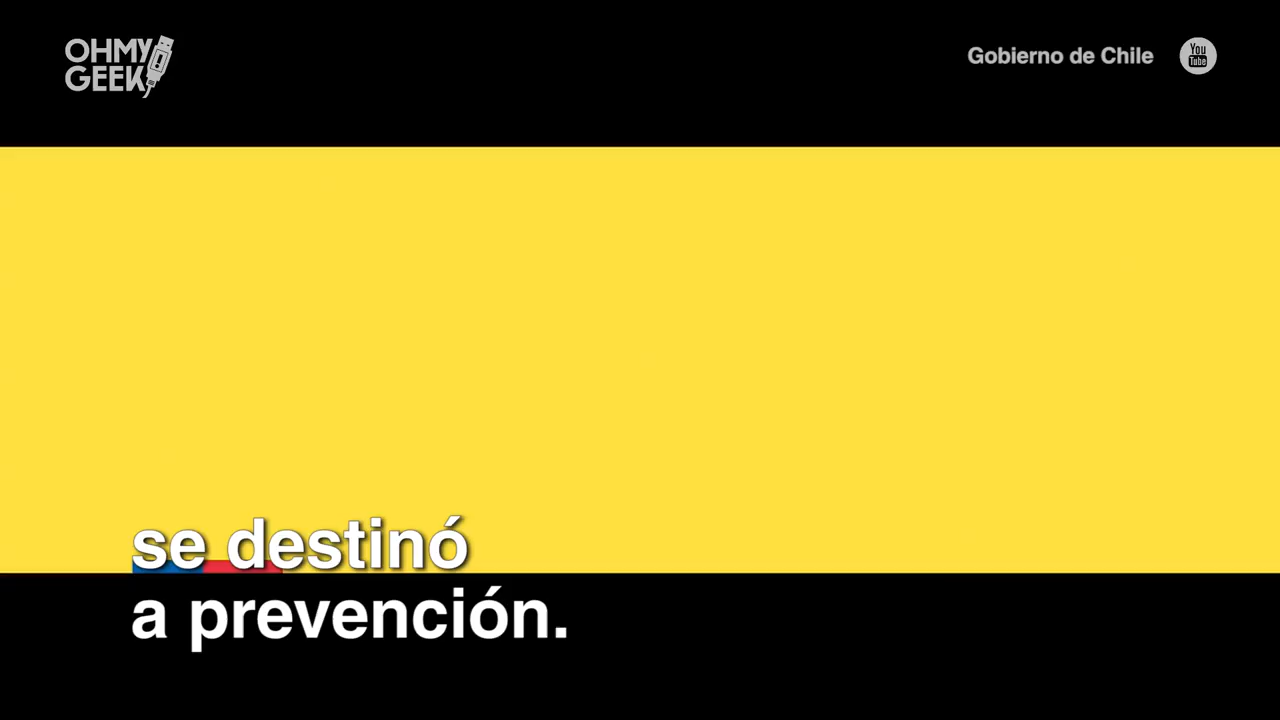 OHMY
GEEK
Gobierno de Chile
You
Tube
se destinó
a prevención.